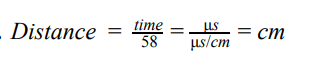 . Distance = time/58 = μs/μs/cm = cm